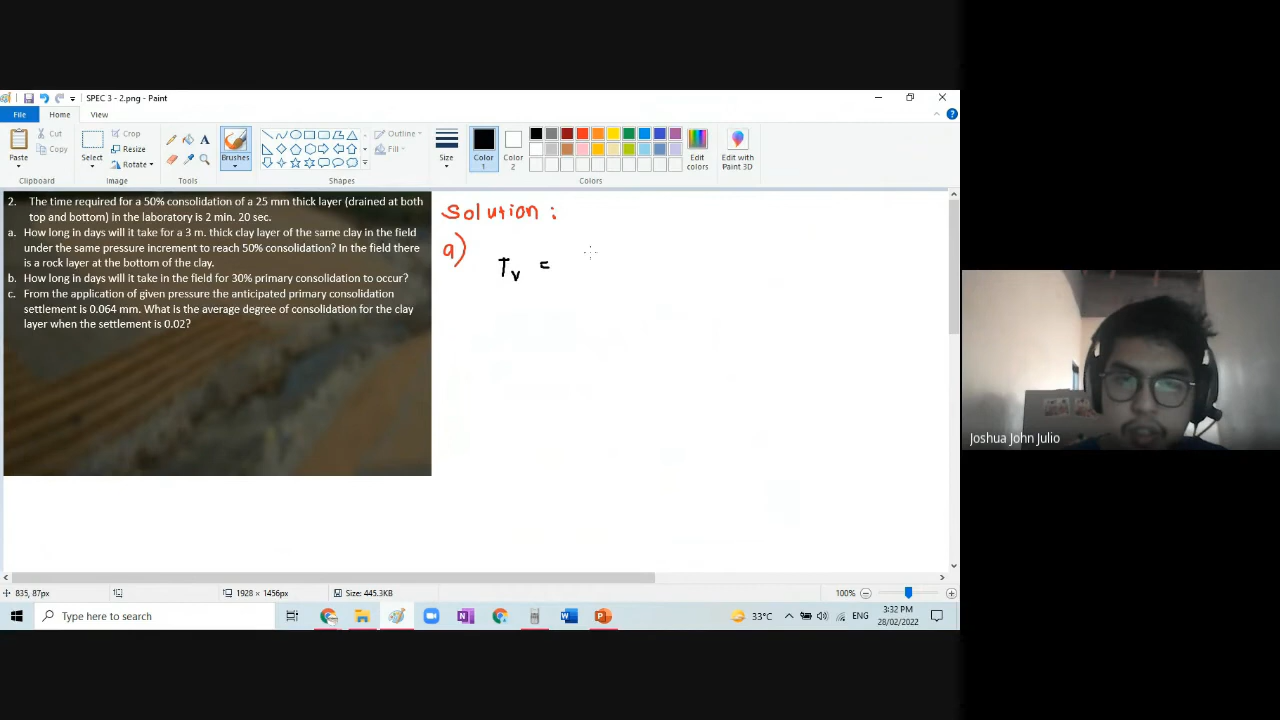 SPEC 3 - 2.png - Paint
File Home View
Paste Cut Copy Clipboard
Select Crop Resize Rotate Image
Tools
Brushes
Outline Fill Shapes
Size
Color 1 Color 2 Edit colors Colors
Edit with Paint 3D
2. The time required for a 50% consolidation of a 25 mm thick layer (drained at both
top and bottom) in the laboratory is 2 min. 20 sec.
a. How long in days will it take for a 3 m. thick clay layer of the same clay in the field
under the same pressure increment to reach 50% consolidation? In the field there
is a rock layer at the bottom of the clay.
b. How long in days will it take in the field for 30% primary consolidation to occur?
c. From the application of given pressure the anticipated primary consolidation
settlement is 0.064 mm. What is the average degree of consolidation for the clay
layer when the settlement is 0.02?
Solution :
a)
Tv =
Joshua John Julio
835, 87px 1928 × 1456px Size: 445.3KB 100%
Type here to search 33°C ENG 3:32 PM
28/02/2022